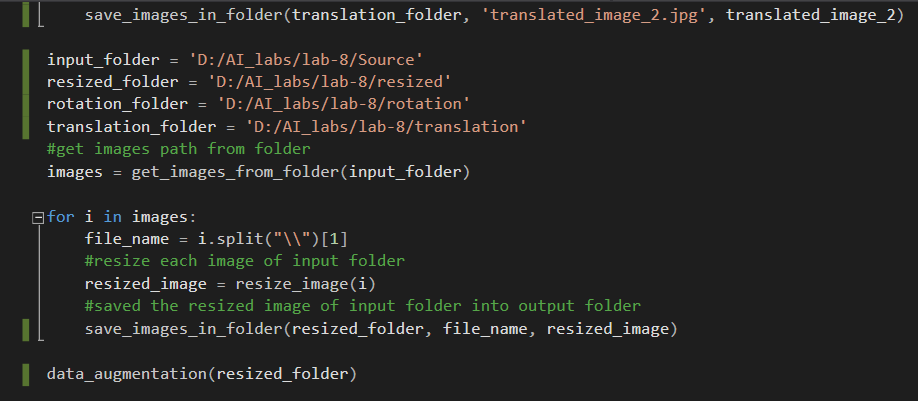 save_images_in_folder(translation_folder, 'translated_image_2.jpg', translated_image_2)
input_folder = 'D:/AI_labs/lab-8/Source'
resized_folder = 'D:/AI_labs/lab-8/resized'
rotation_folder = 'D:/AI_labs/lab-8/rotation'
translation_folder = 'D:/AI_labs/lab-8/translation'
#get images path from folder
images = get_images_from_folder(input_folder)
for i in images:
    file_name = i.split("\\")[1]
    #resize each image of input folder
    resized_image = resize_image(i)
    #saved the resized image of input folder into output folder
    save_images_in_folder(resized_folder, file_name, resized_image)
data_augmentation(resized_folder)